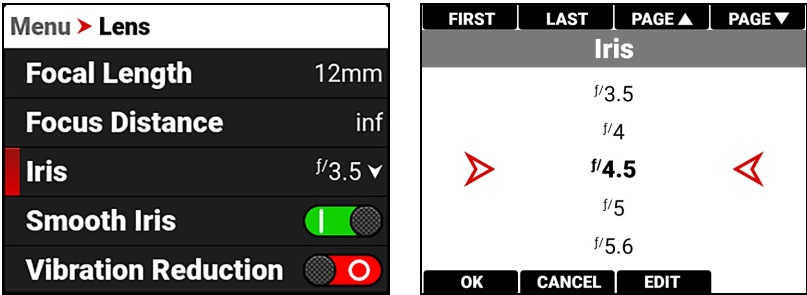 Menu > Lens
Focal Length 12mm
Focus Distance inf
Iris ƒ/3.5
Smooth Iris
Vibration Reduction
FIRST LAST PAGE▲ PAGE▼
Iris
ƒ/3.5
ƒ/4
ƒ/4.5
ƒ/5
ƒ/5.6
OK CANCEL EDIT